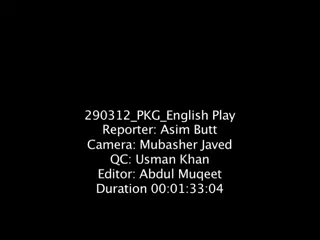 290312_PKG_English Play
Reporter: Asim Butt
Camera: Mubasher Javed
QC: Usman Khan
Editor: Abdul Muqeet
Duration 00:01:33:04